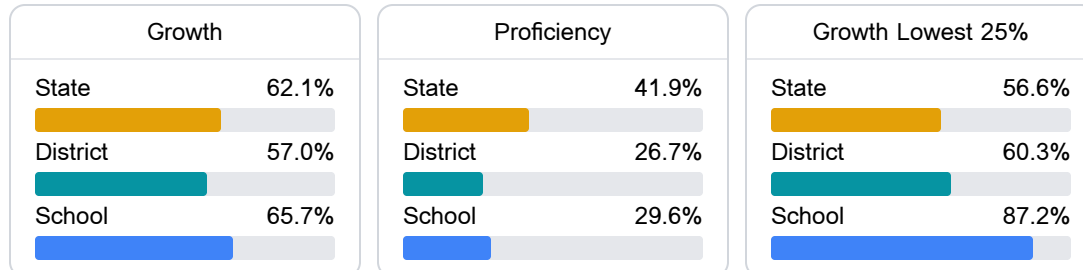 Growth
State 62.1%
District 57.0%
School 65.7%
Proficiency
State 41.9%
District 26.7%
School 29.6%
Growth Lowest 25%
State 56.6%
District 60.3%
School 87.2%